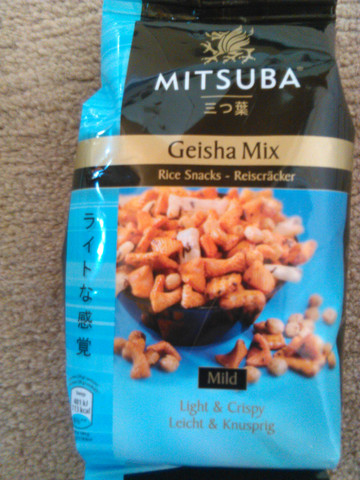 MITSUBA
三つ葉
Geisha Mix
Rice Snacks - Reiscräcker
ライトな感覚
Mild
Light & Crispy
Leicht & Knusprig